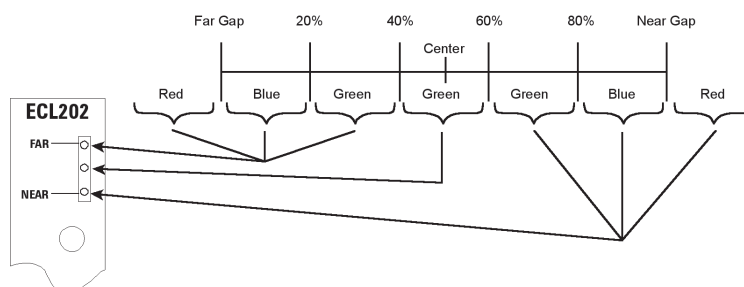 Far Gap 20% 40% 60% 80% Near Gap
Center
Red Blue Green Green Green Blue Red
ECL202
FAR
NEAR